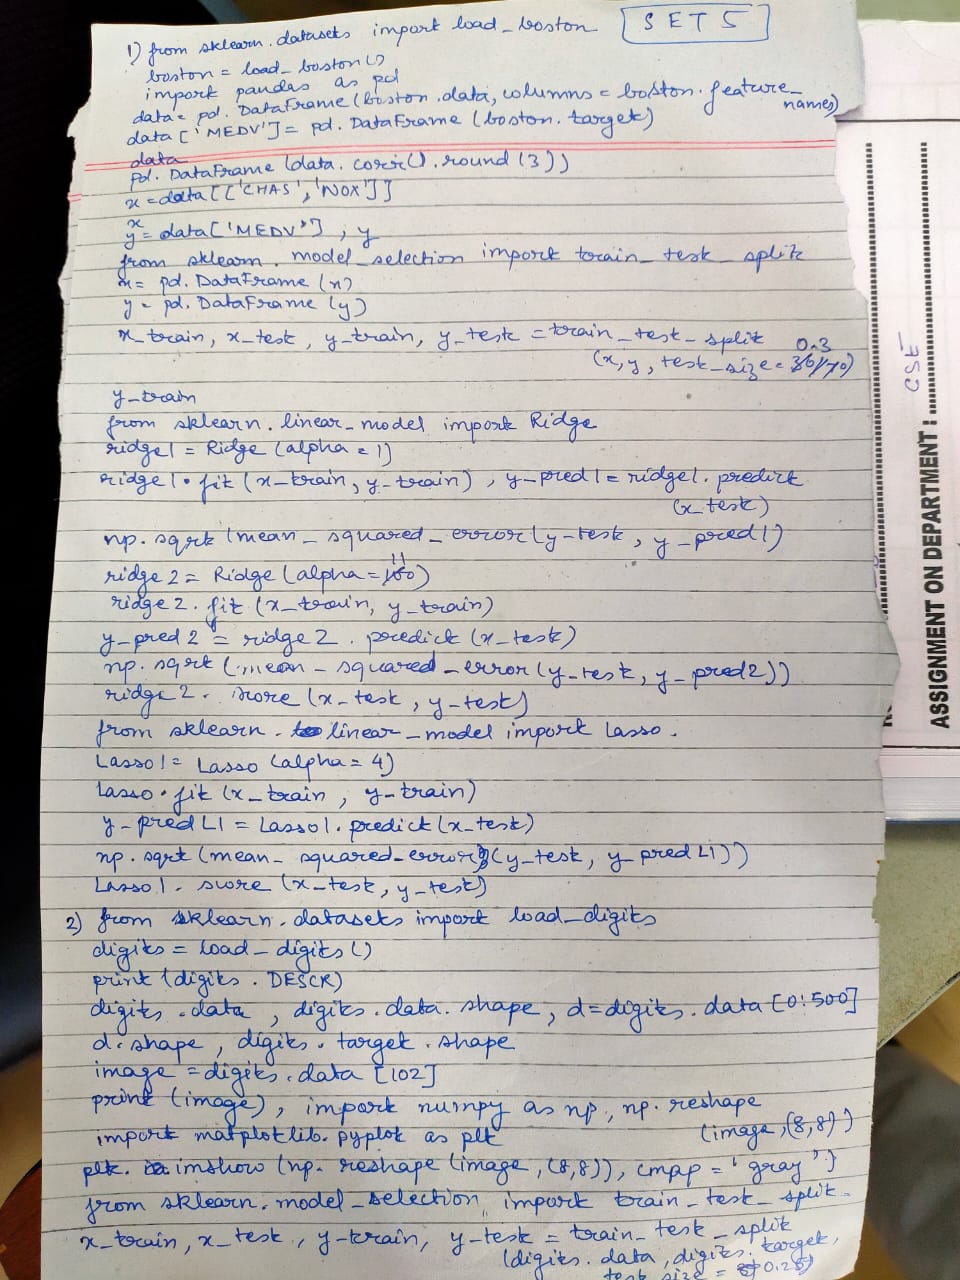 SET 5
1) from sklearn.datasets import load_boston
boston = load_boston()
import pandas as pd
data = pd.DataFrame(boston.data, columns = boston.feature_names)
data['MEDV'] = pd.DataFrame(boston.target)
data
pd.DataFrame(data.corr().round(3))
x = data[['CHAS', 'NOX']]
x
y = data['MEDV'], y
from sklearn.model_selection import train_test_split
x = pd.DataFrame(x)
y = pd.DataFrame(y)
x_train, x_test, y_train, y_test = train_test_split
0.3
(x, y, test_size =
y_train
from sklearn.linear_model import Ridge
ridge1 = Ridge(alpha = 1)
ridge1.fit(x_train, y_train), y_pred1 = ridge1.predict
(x_test)
np.sqrt(mean_squared_error(y_test, y_pred1)
11
ridge2 = Ridge(alpha = )
ridge2.fit(x_train, y_train)
y_pred2 = ridge2.predict(x_test)
np.sqrt(mean_squared_error(y_test, y_pred2))
ridge2.score(x_test, y_test)
from sklearn.linear_model import Lasso.
Lasso1 = Lasso(alpha = 4)
Lasso.fit(x_train, y_train)
y_predL1 = Lasso1.predict(x_test)
np.sqrt(mean_squared_error(y_test, y_predL1))
Lasso1.score(x_test, y_test)
2) from sklearn.datasets import load_digits
digits = load_digits()
print(digits.DESCR)
digits.data, digits.data.shape, d = digits.data[0:500]
d.shape, digits.target.shape
image = digits.data[102]
print(image), import numpy as np, np.reshape
(image,(8,8))
import matplotlib.pyplot as plt
plt.imshow(np.reshape(image,(8,8)), cmap = 'gray')
from sklearn.model_selection import train_test_split.
x_train, x_test, y_train, y_test = train_test_split
(digits.data, digits.target,
test_size = 0.25)
ASSIGNMENT ON DEPARTMENT : CSE